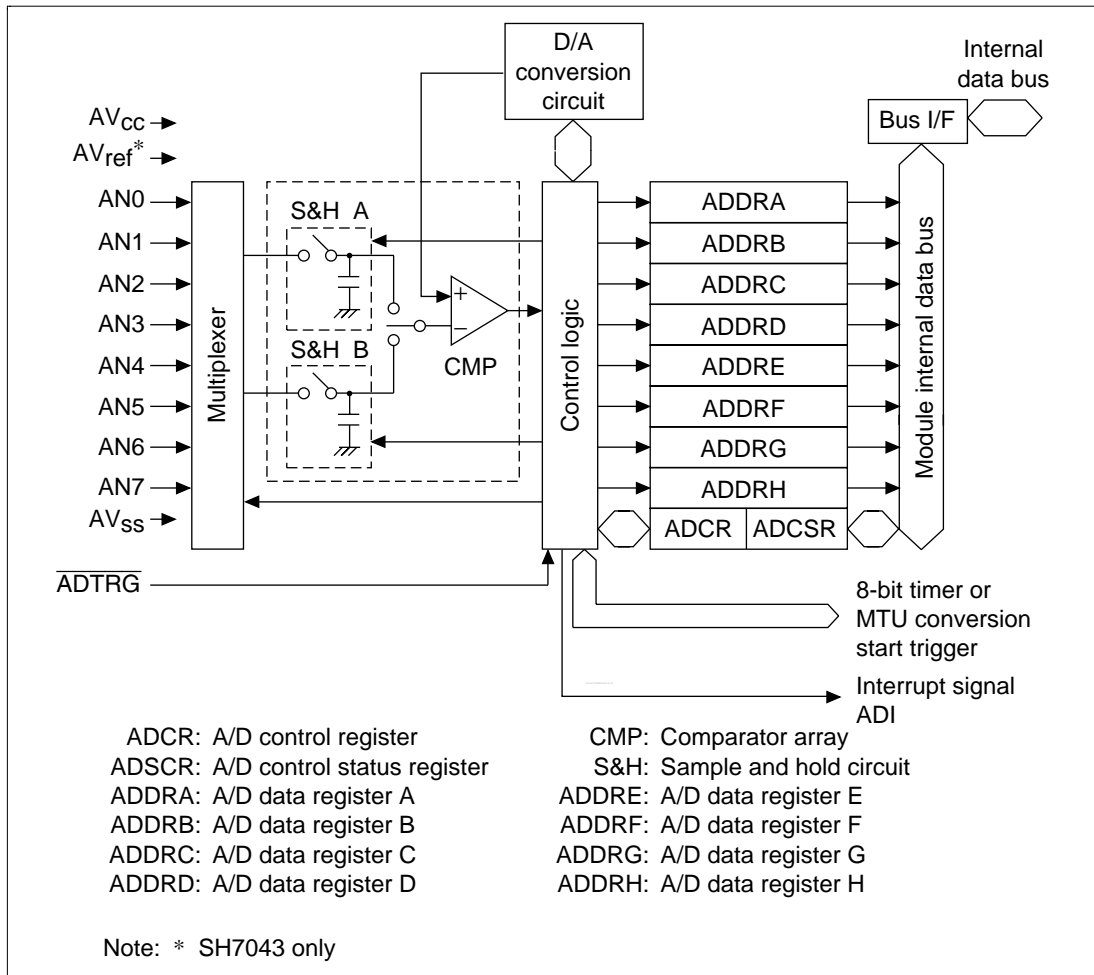 D/A
conversion
circuit
Internal
data bus
Bus I/F
AVcc
AVref*
AN0
AN1
AN2
AN3
AN4
AN5
AN6
AN7
AVss
Multiplexer
S&H A
S&H B
+
−
CMP
Control logic
ADDRA
ADDRB
ADDRC
ADDRD
ADDRE
ADDRF
ADDRG
ADDRH
ADCR ADCSR
Module internal data bus
ADTRG
8-bit timer or
MTU conversion
start trigger
Interrupt signal
ADI
ADCR: A/D control register
ADSCR: A/D control status register
ADDRA: A/D data register A
ADDRB: A/D data register B
ADDRC: A/D data register C
ADDRD: A/D data register D
CMP: Comparator array
S&H: Sample and hold circuit
ADDRE: A/D data register E
ADDRF: A/D data register F
ADDRG: A/D data register G
ADDRH: A/D data register H
Note: * SH7043 only